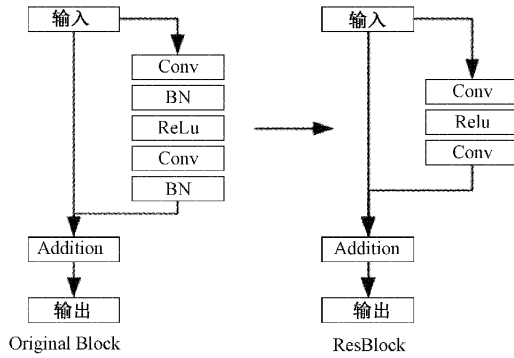 输入
Conv
BN
ReLu
Conv
BN
Addition
输出
Original Block
输入
Conv
Relu
Conv
Addition
输出
ResBlock